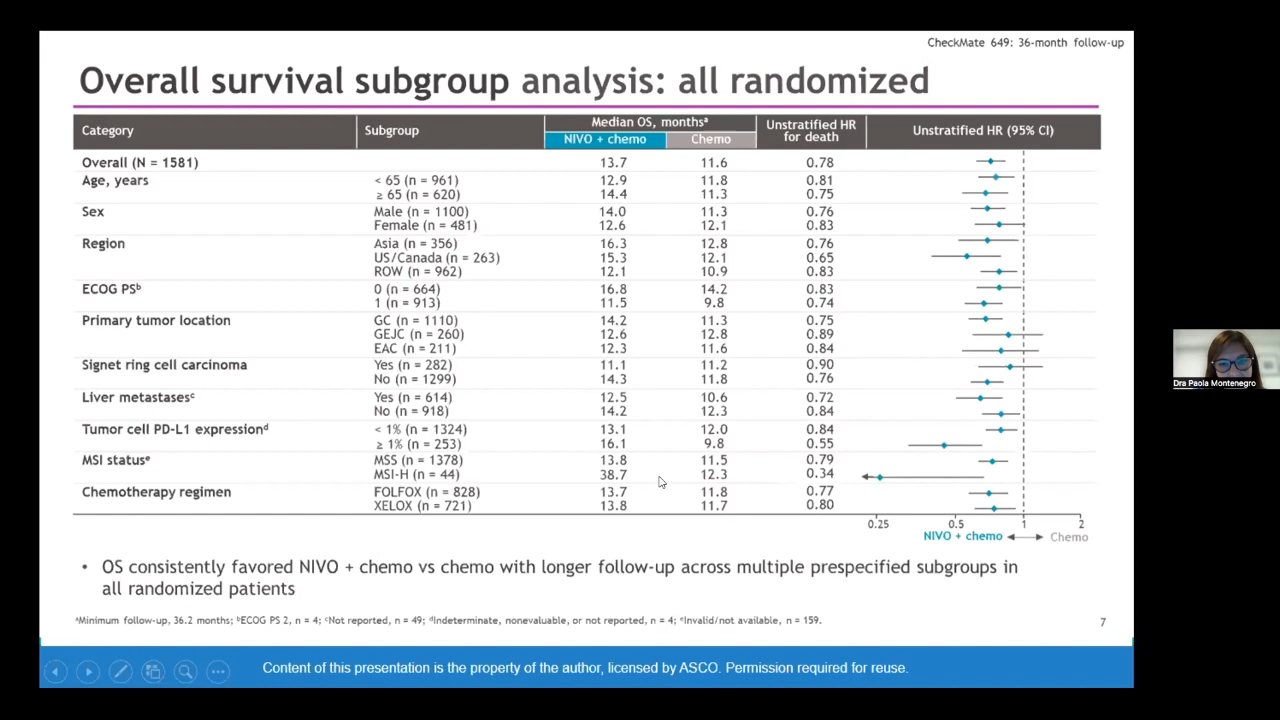 CheckMate 649: 36-month follow-up
Overall survival subgroup analysis: all randomized
Category Subgroup Median OS, monthsᵃ Unstratified HR for death Unstratified HR (95% CI)
NIVO + chemo Chemo
Overall (N = 1581) 13.7 11.6 0.78
Age, years < 65 (n = 961) 12.9 11.8 0.81
≥ 65 (n = 620) 14.4 11.3 0.75
Sex Male (n = 1100) 14.0 11.3 0.76
Female (n = 481) 12.6 12.1 0.83
Region Asia (n = 356) 16.3 12.8 0.76
US/Canada (n = 263) 15.3 12.1 0.65
ROW (n = 962) 12.1 10.9 0.83
ECOG PSᵇ 0 (n = 664) 16.8 14.2 0.83
1 (n = 913) 11.5 9.8 0.74
Primary tumor location GC (n = 1110) 14.2 11.3 0.75
GEJC (n = 260) 12.6 12.8 0.89
EAC (n = 211) 12.3 11.6 0.84
Signet ring cell carcinoma Yes (n = 282) 11.1 11.2 0.90
No (n = 1299) 14.3 11.8 0.76
Liver metastasesᶜ Yes (n = 614) 12.5 10.6 0.72
No (n = 918) 14.2 12.3 0.84
Tumor cell PD-L1 expressionᵈ < 1% (n = 1324) 13.1 12.0 0.84
≥ 1% (n = 253) 16.1 9.8 0.55
MSI statusᵉ MSS (n = 1378) 13.8 11.5 0.79
MSI-H (n = 44) 38.7 12.3 0.34
Chemotherapy regimen FOLFOX (n = 828) 13.7 11.8 0.77
XELOX (n = 721) 13.8 11.7 0.80
0.25 0.5 1 2
NIVO + chemo Chemo
• OS consistently favored NIVO + chemo vs chemo with longer follow-up across multiple prespecified subgroups in
all randomized patients
ᵃMinimum follow-up, 36.2 months; ᵇECOG PS 2, n = 4; ᶜNot reported, n = 49; ᵈIndeterminate, nonevaluable, or not reported, n = 4; ᵉInvalid/not available, n = 159.
7
Content of this presentation is the property of the author, licensed by ASCO. Permission required for reuse.
Dra Paola Montenegro